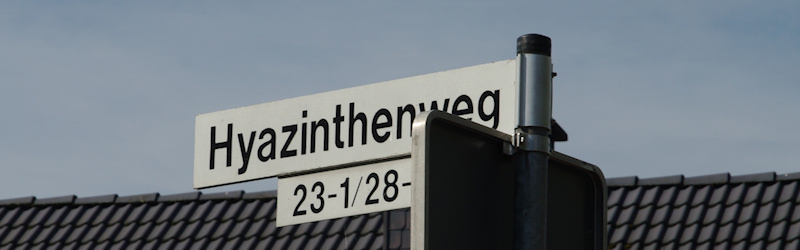 Hyazinthenweg
23-1/28-